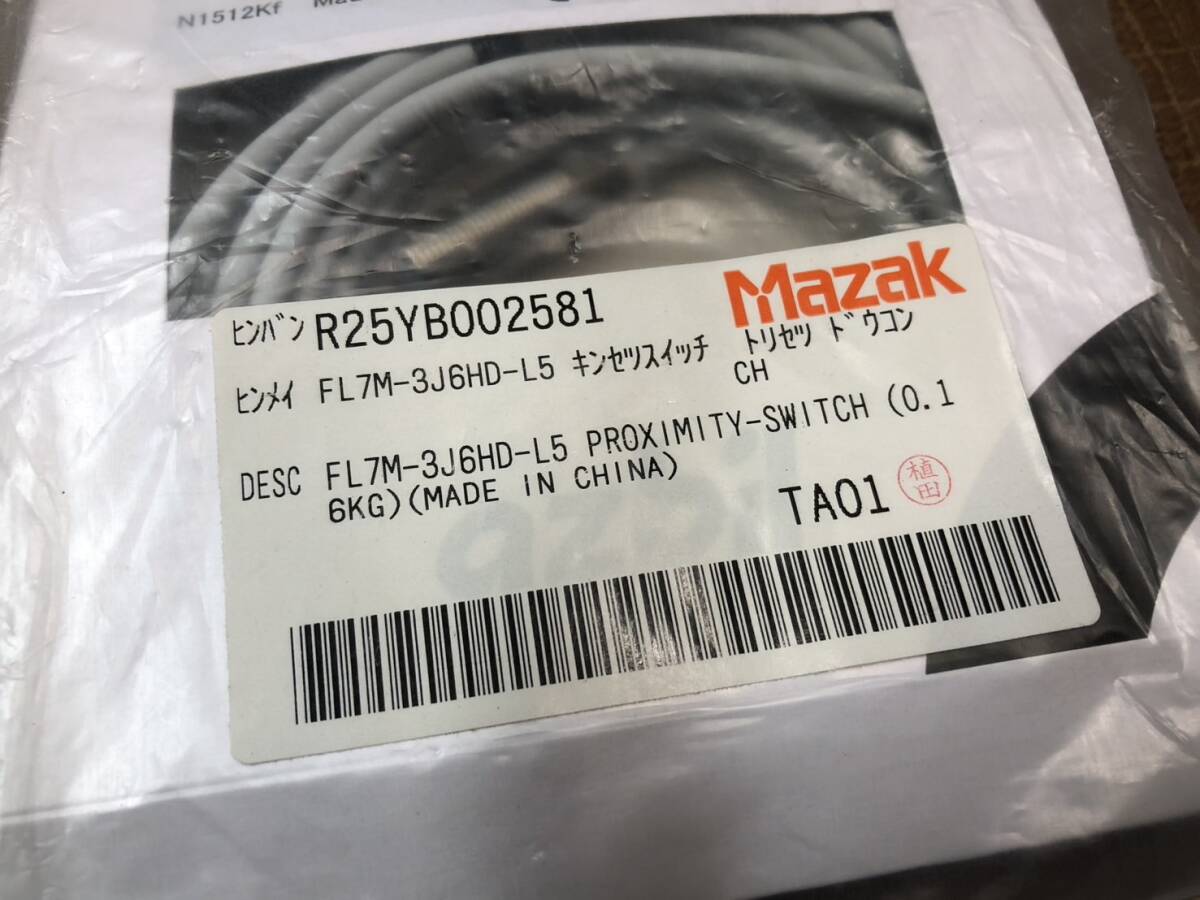 N1512Kf
Mazak
ﾋﾝﾊﾞﾝ R25YB002581
ﾋﾝﾒｲ FL7M-3J6HD-L5 ｷﾝｾﾂｽｲｯﾁ ﾄﾘｾﾂ ﾄﾞｳｺﾝ
CH
DESC FL7M-3J6HD-L5 PROXIMITY-SWITCH (0.1
6KG)(MADE IN CHINA)
TA01 植田